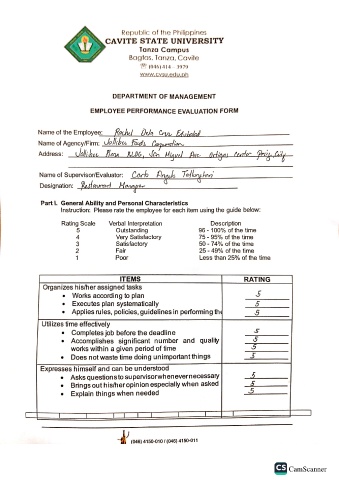 Republic of the Philippines
CAVITE STATE UNIVERSITY
Tanza Campus
Bagtas, Tanza, Cavite
☎ (046) 414 - 3979
www.cvsu.edu.ph
DEPARTMENT OF MANAGEMENT
EMPLOYEE PERFORMANCE EVALUATION FORM
Name of the Employee: Rachel Dela Cruz
Name of Agency/Firm: Jollibee Foods Corporation
Address: Jollibee Plaza BLDG, San Miguel Ave. Ortigas Center Pasig City
Name of Supervisor/Evaluator: Carlo Angelo
Designation: Restaurant Manager
Part I. General Ability and Personal Characteristics
Instruction: Please rate the employee for each item using the guide below:
Rating Scale Verbal Interpretation Description
5 Outstanding 96 - 100% of the time
4 Very Satisfactory 75 - 95% of the time
3 Satisfactory 50 - 74% of the time
2 Fair 25 - 49% of the time
1 Poor Less than 25% of the time
ITEMS RATING
Organizes his/her assigned tasks
• Works according to plan 5
• Executes plan systematically 5
• Applies rules, policies, guidelines in performing the 5
Utilizes time effectively
• Completes job before the deadline 5
• Accomplishes significant number and quality 5
works within a given period of time 5
• Does not waste time doing unimportant things 5
Expresses himself and can be understood
• Asks questions to supervisor whenever necessary 5
• Brings out his/her opinion especially when asked 5
• Explain things when needed 5
(046) 4150-010 / (046) 4150-011
CS CamScanner